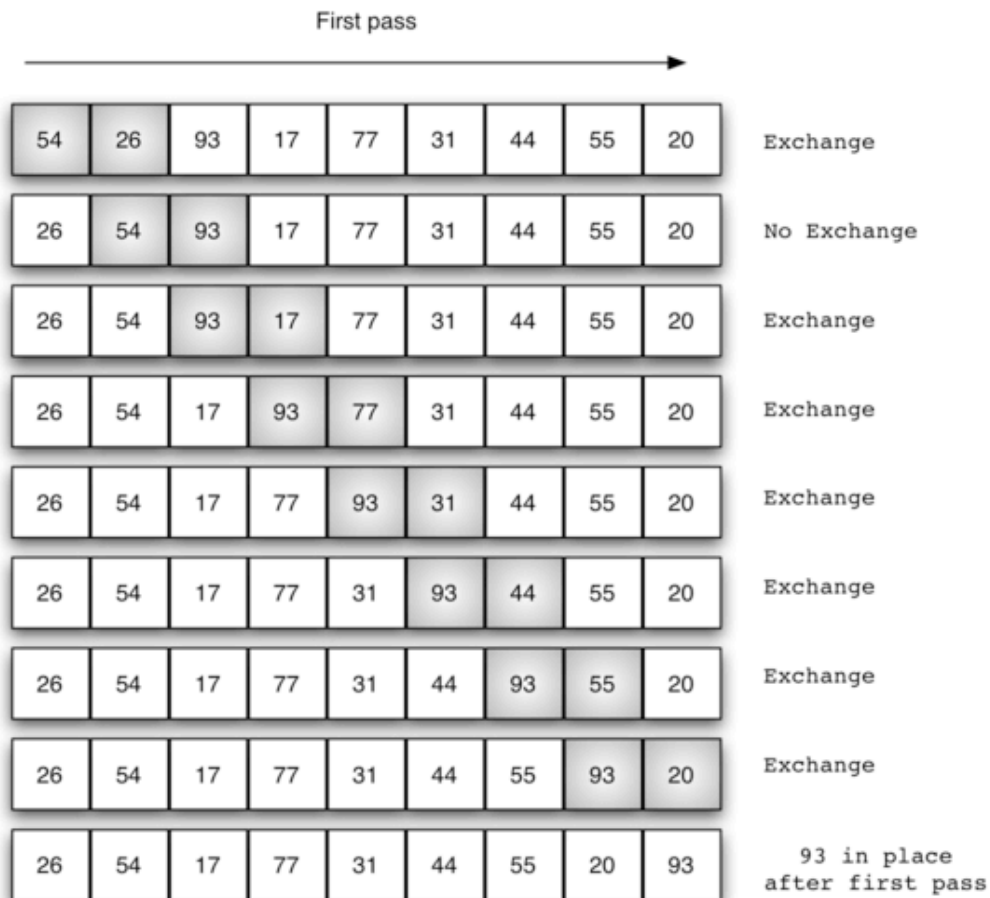 First pass
54 26 93 17 77 31 44 55 20 Exchange
26 54 93 17 77 31 44 55 20 No Exchange
26 54 93 17 77 31 44 55 20 Exchange
26 54 17 93 77 31 44 55 20 Exchange
26 54 17 77 93 31 44 55 20 Exchange
26 54 17 77 31 93 44 55 20 Exchange
26 54 17 77 31 44 93 55 20 Exchange
26 54 17 77 31 44 55 93 20 Exchange
26 54 17 77 31 44 55 20 93 93 in place
after first pass